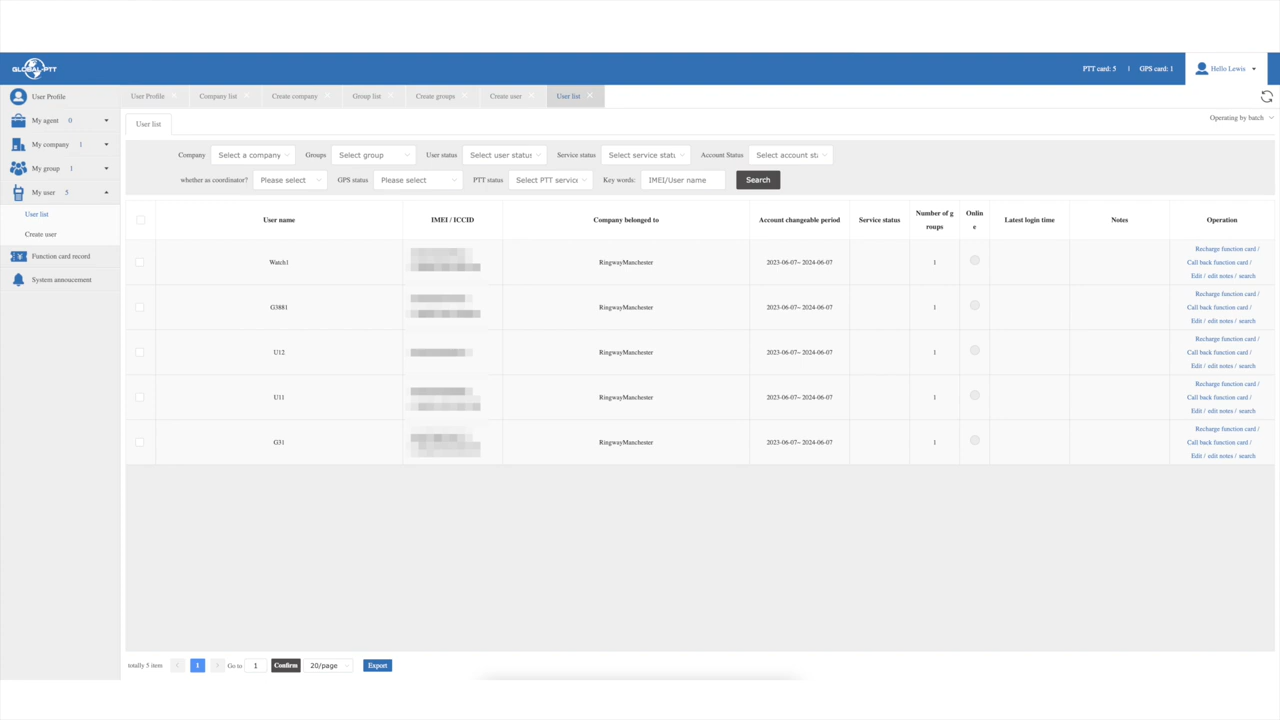 GLOBAL-PTT
PTT card: 5 | GPS card: 1 Hello Lewis
User Profile
My agent 0
My company 1
My group 1
My user 5
User list
Create user
Function card record
System annoucement
User Profile Company list Create company Group list Create groups Create user User list
Operating by batch
User list
Company Select a company Groups Select group User status Select user status Service status Select service statu Account Status Select account sta
whether as coordinator? Please select GPS status Please select PTT status Select PTT service Key words: IMEI/User name Search
User name IMEI / ICCID Company belonged to Account changeable period Service status Number of g Onlin Latest login time Notes Operation
roups e
Recharge function card /
Watch1 RingwayManchester 2023-06-07~ 2024-06-07 1 Call back function card /
Edit / edit notes / search
Recharge function card /
G3881 RingwayManchester 2023-06-07~ 2024-06-07 1 Call back function card /
Edit / edit notes / search
Recharge function card /
U12 RingwayManchester 2023-06-07~ 2024-06-07 1 Call back function card /
Edit / edit notes / search
Recharge function card /
U11 RingwayManchester 2023-06-07~ 2024-06-07 1 Call back function card /
Edit / edit notes / search
Recharge function card /
G31 RingwayManchester 2023-06-07~ 2024-06-07 1 Call back function card /
Edit / edit notes / search
totally 5 item 1 Go to 1 Confirm 20/page Export